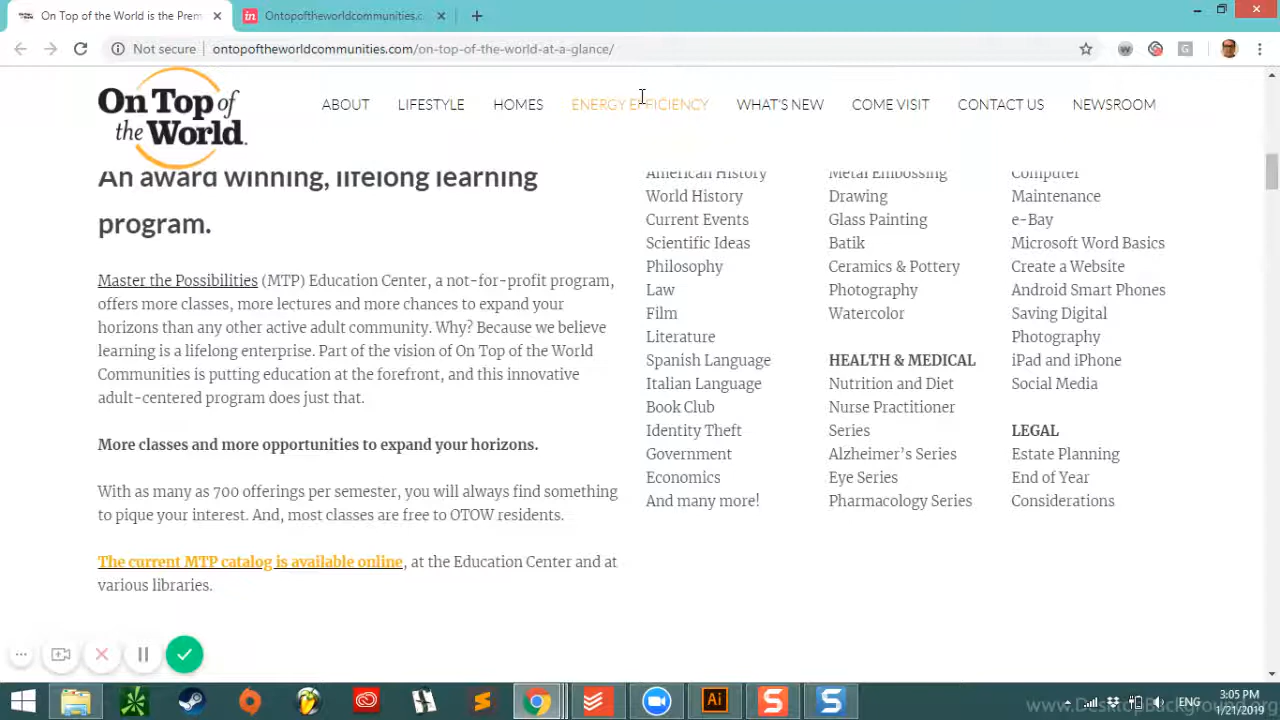 On Top of the World is the Prem
Ontopoftheworldcommunities.c
Not secure
ontopoftheworldcommunities.com/on-top-of-the-world-at-a-glance/
On Top of
the World
ABOUT
LIFESTYLE
HOMES
ENERGY EFFICIENCY
WHAT'S NEW
COME VISIT
CONTACT US
NEWSROOM
An award winning, lifelong learning
program.
Master the Possibilities (MTP) Education Center, a not-for-profit program,
offers more classes, more lectures and more chances to expand your
horizons than any other active adult community. Why? Because we believe
learning is a lifelong enterprise. Part of the vision of On Top of the World
Communities is putting education at the forefront, and this innovative
adult-centered program does just that.
More classes and more opportunities to expand your horizons.
With as many as 700 offerings per semester, you will always find something
to pique your interest. And, most classes are free to OTOW residents.
The current MTP catalog is available online, at the Education Center and at
various libraries.
American History
World History
Current Events
Scientific Ideas
Philosophy
Law
Film
Literature
Spanish Language
Italian Language
Book Club
Identity Theft
Government
Economics
And many more!
Metal Embossing
Drawing
Glass Painting
Batik
Ceramics & Pottery
Photography
Watercolor
HEALTH & MEDICAL
Nutrition and Diet
Nurse Practitioner
Series
Alzheimer's Series
Eye Series
Pharmacology Series
Computer
Maintenance
e-Bay
Microsoft Word Basics
Create a Website
Android Smart Phones
Saving Digital
Photography
iPad and iPhone
Social Media
LEGAL
Estate Planning
End of Year
Considerations
ENG
3:05 PM
1/21/2019
www.DesktopBackground.org